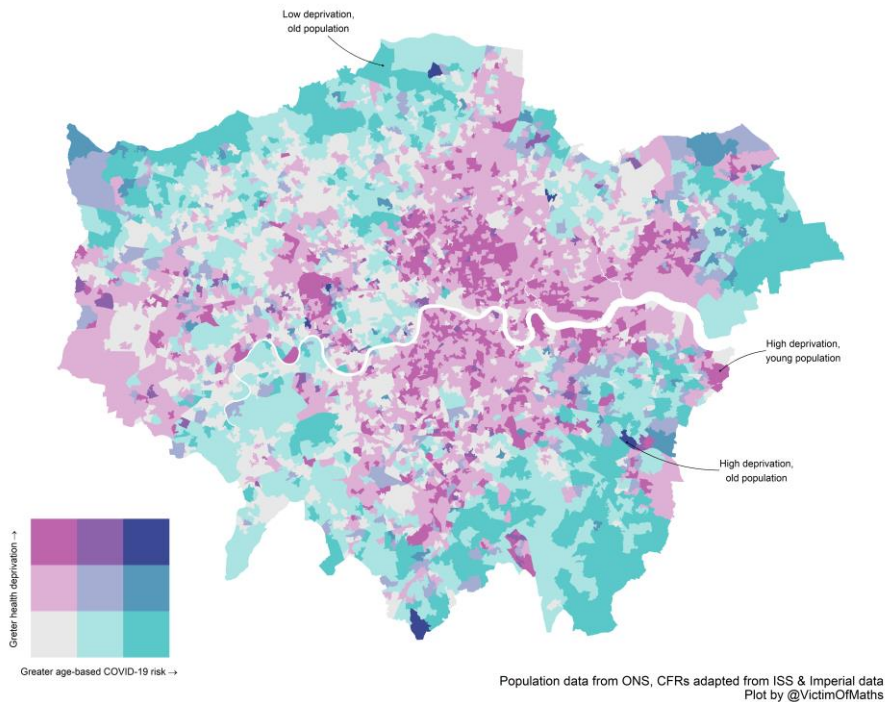 Low deprivation,
old population
High deprivation,
young population
High deprivation,
old population
Greter health deprivation →
Greater age-based COVID-19 risk →
Population data from ONS, CFRs adapted from ISS & Imperial data
Plot by @VictimOfMaths